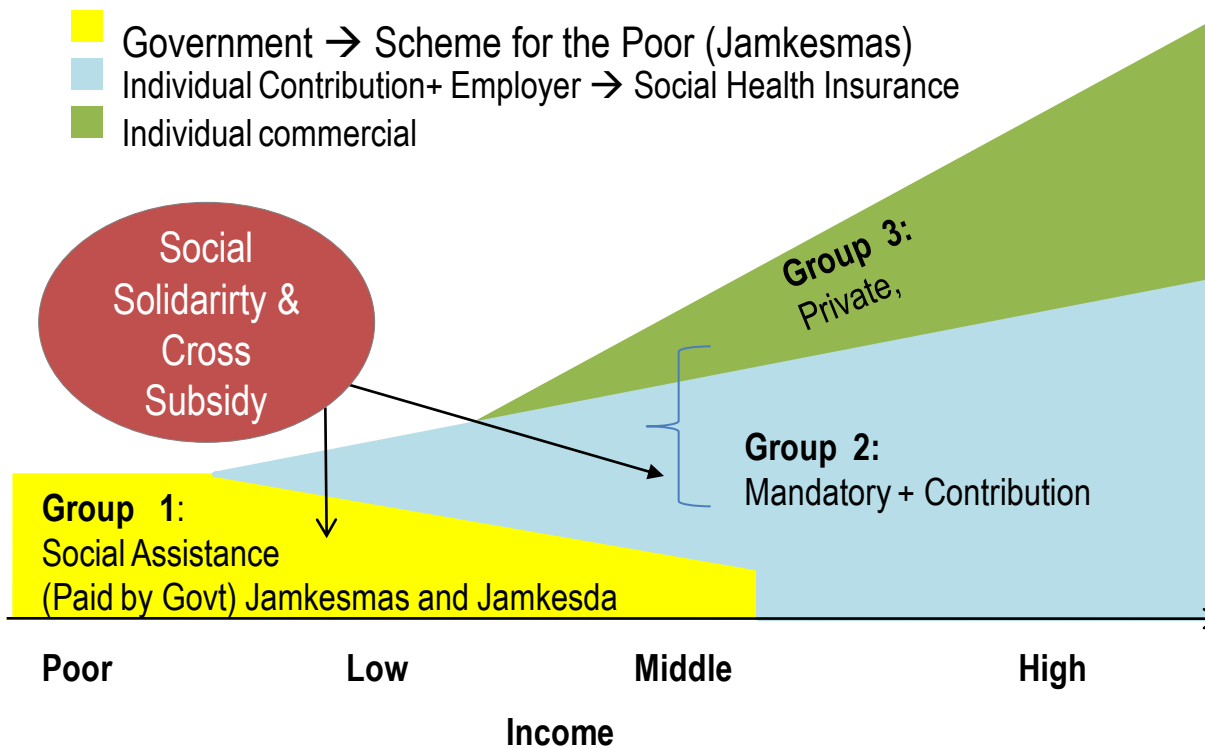 Government → Scheme for the Poor (Jamkesmas)
Individual Contribution+ Employer → Social Health Insurance
Individual commercial
Social
Solidarirty &
Cross
Subsidy
Group 3:
Private,
Group 2:
Mandatory + Contribution
Group 1:
Social Assistance
(Paid by Govt) Jamkesmas and Jamkesda
Poor Low Middle High
Income